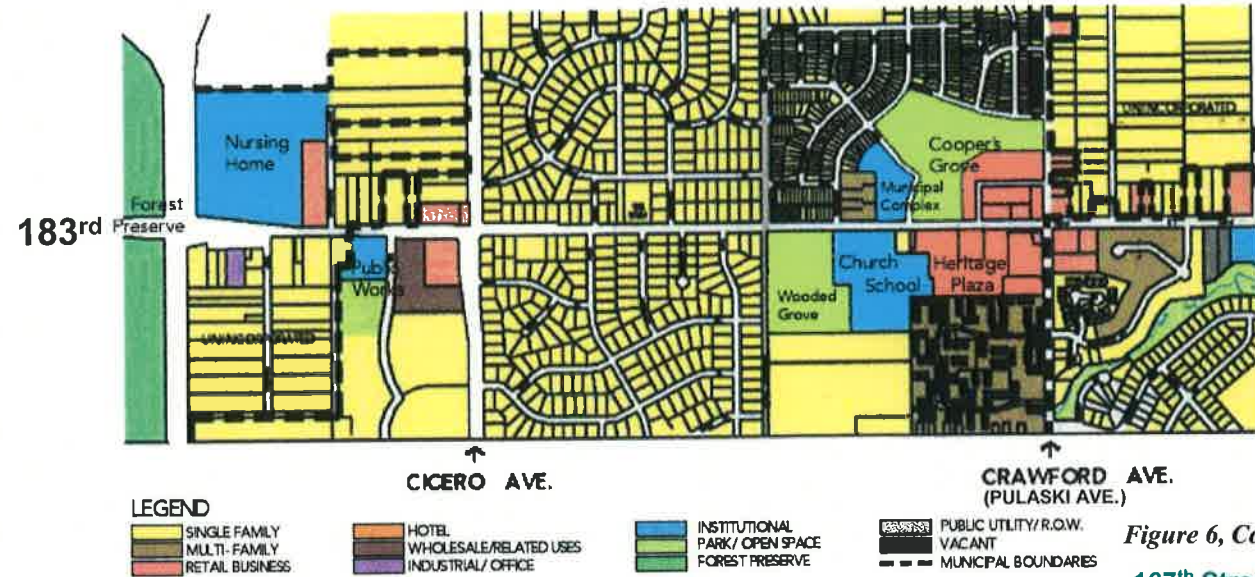 Nursing
Home
UNINCORPORATED
Cooper's
Grove
Municipal
Complex
Forest
Preserve
183rd
Public
Works
Church
School
Heritage
Plaza
Wooded
Grove
UNINCORPORATED
CICERO AVE.
CRAWFORD AVE.
(PULASKI AVE.)
LEGEND
SINGLE FAMILY
MULTI- FAMILY
RETAIL BUSINESS
HOTEL
WHOLESALE/RELATED USES
INDUSTRIAL/ OFFICE
INSTITUTIONAL
PARK/ OPEN SPACE
FOREST PRESERVE
PUBLIC UTILITY/ R.O.W.
VACANT
MUNICIPAL BOUNDARIES
Figure 6,